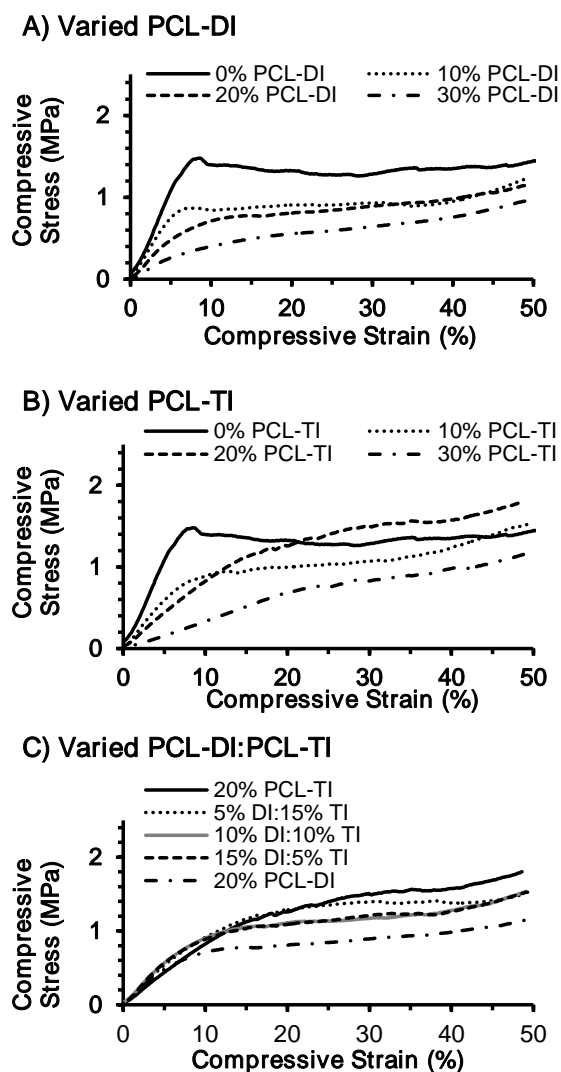 A) Varied PCL-DI
0% PCL-DI 10% PCL-DI
20% PCL-DI 30% PCL-DI
Compressive
Stress (MPa)
2
1
0
0 10 20 30 40 50
Compressive Strain (%)
B) Varied PCL-TI
0% PCL-TI 10% PCL-TI
20% PCL-TI 30% PCL-TI
Compressive
Stress (MPa)
2
1
0
0 10 20 30 40 50
Compressive Strain (%)
C) Varied PCL-DI:PCL-TI
20% PCL-TI
5% DI:15% TI
10% DI:10% TI
15% DI:5% TI
20% PCL-DI
Compressive
Stress (MPa)
2
1
0
0 10 20 30 40 50
Compressive Strain (%)